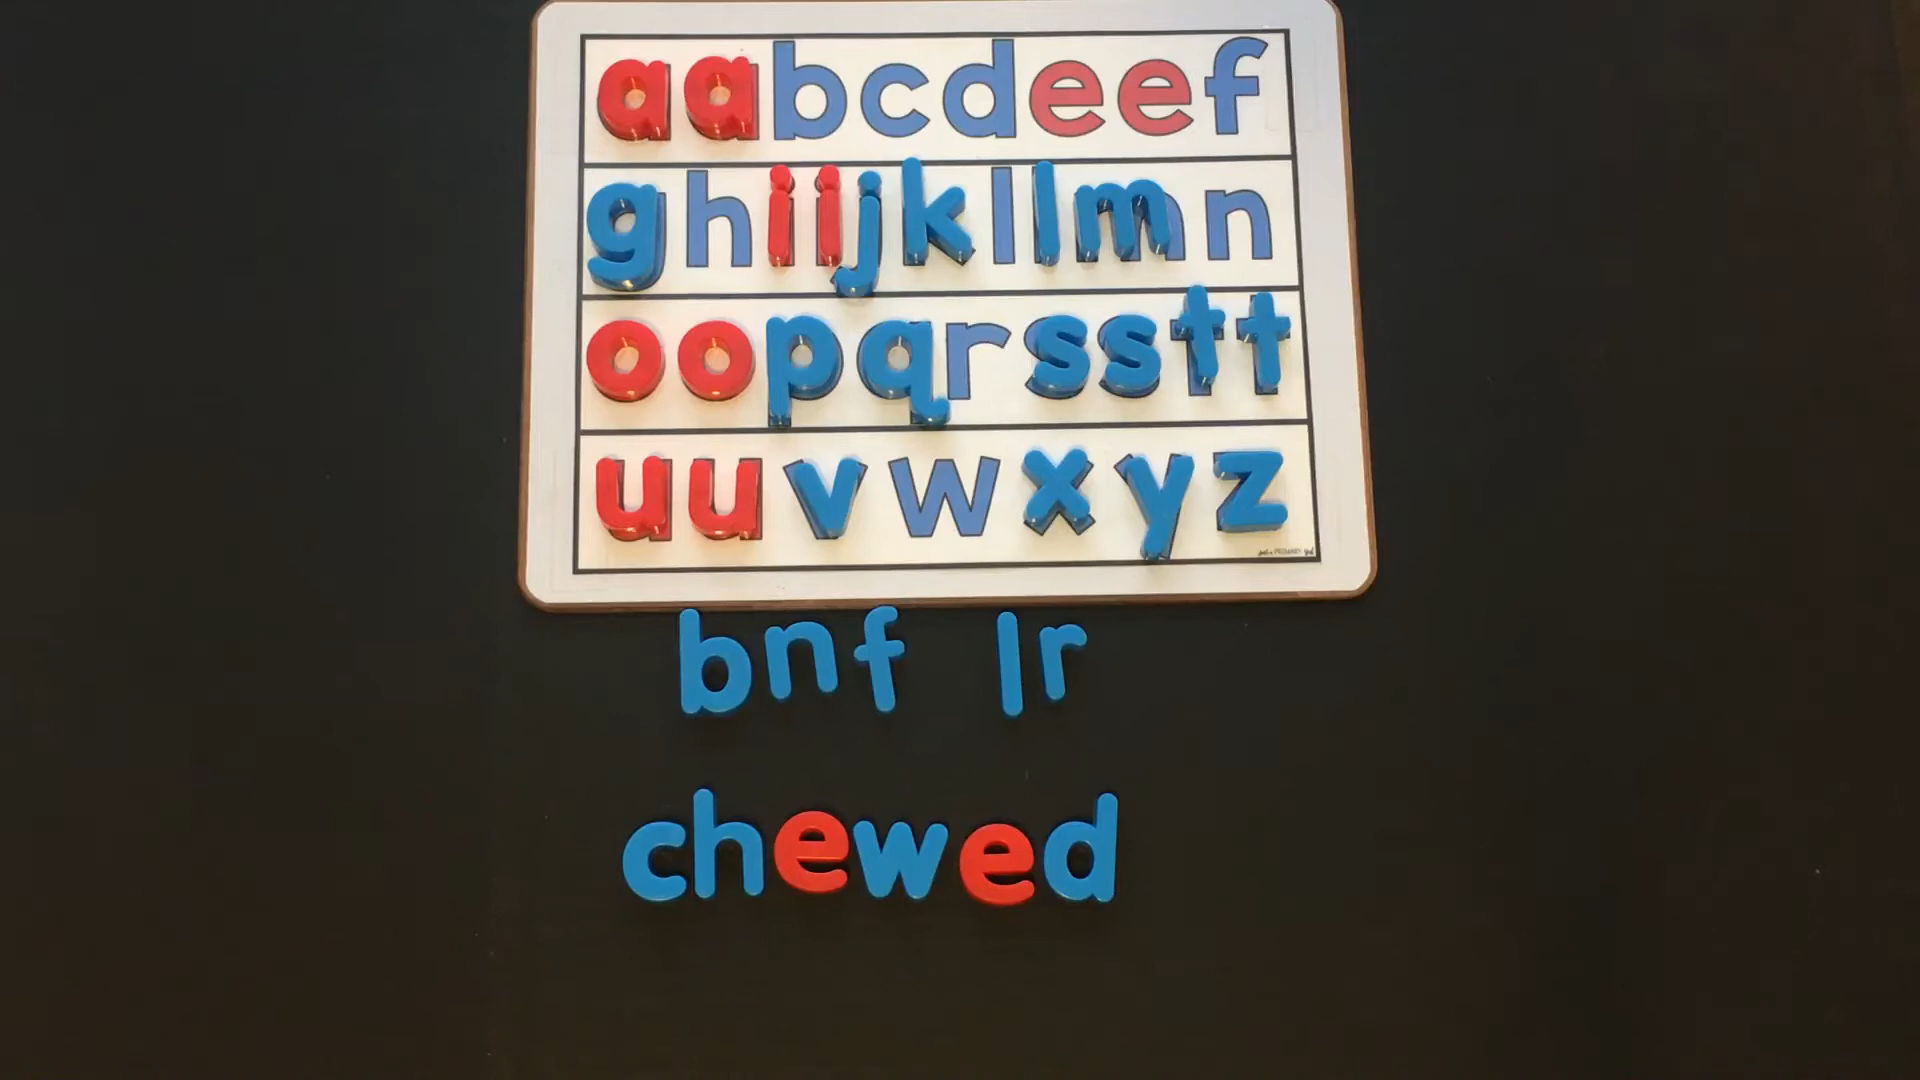 aabcdeef
ghiijkllmn
oopqrsstt
uuvwxyz
bnf lr
chewed